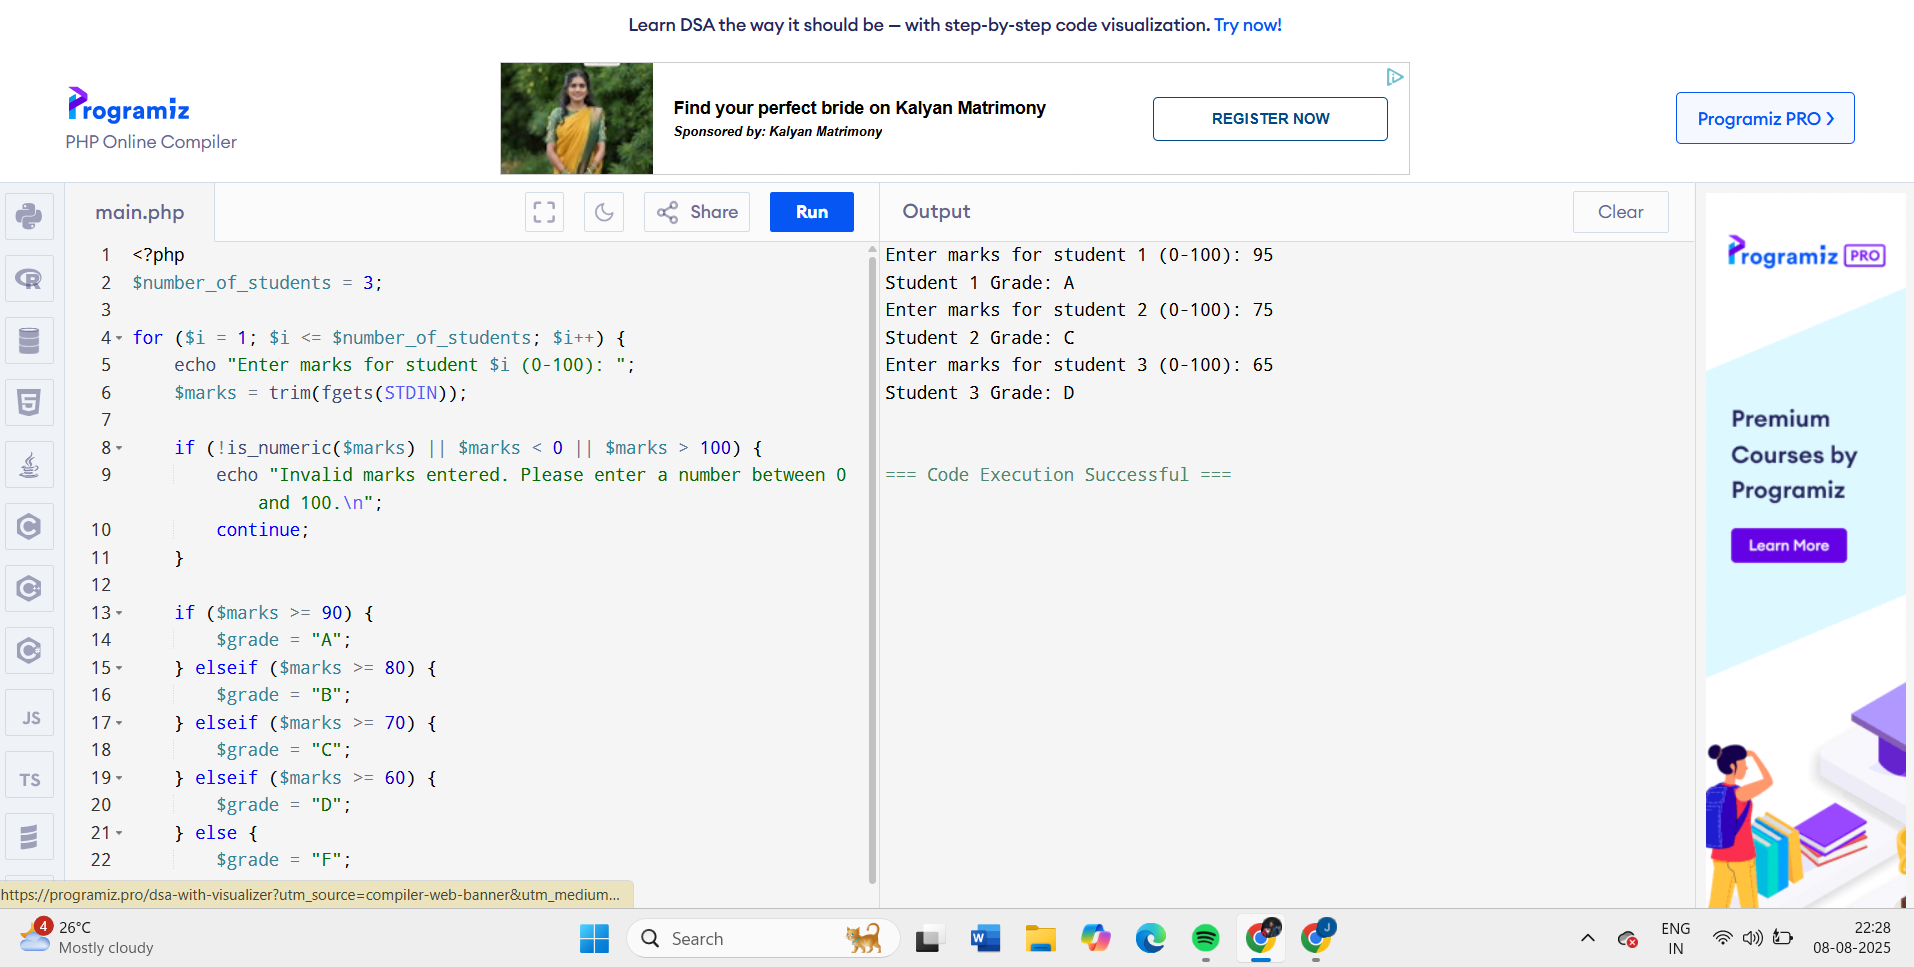 Learn DSA the way it should be — with step-by-step code visualization. Try now!
Programiz
PHP Online Compiler
Find your perfect bride on Kalyan Matrimony
Sponsored by: Kalyan Matrimony
REGISTER NOW
Programiz PRO ❯
main.php
Share
Run
Output
Clear
1 <?php
2 $number_of_students = 3;
3
4 for ($i = 1; $i <= $number_of_students; $i++) {
5 echo "Enter marks for student $i (0-100): ";
6 $marks = trim(fgets(STDIN));
7
8 if (!is_numeric($marks) || $marks < 0 || $marks > 100) {
9 echo "Invalid marks entered. Please enter a number between 0
and 100.\n";
10 continue;
11 }
12
13 if ($marks >= 90) {
14 $grade = "A";
15 } elseif ($marks >= 80) {
16 $grade = "B";
17 } elseif ($marks >= 70) {
18 $grade = "C";
19 } elseif ($marks >= 60) {
20 $grade = "D";
21 } else {
22 $grade = "F";
Enter marks for student 1 (0-100): 95
Student 1 Grade: A
Enter marks for student 2 (0-100): 75
Student 2 Grade: C
Enter marks for student 3 (0-100): 65
Student 3 Grade: D
=== Code Execution Successful ===
Programiz PRO
Premium
Courses by
Programiz
Learn More
JS
TS
https://programiz.pro/dsa-with-visualizer?utm_source=compiler-web-banner&utm_medium...
4
26°C
Mostly cloudy
Search
W
J
ENG
IN
22:28
08-08-2025